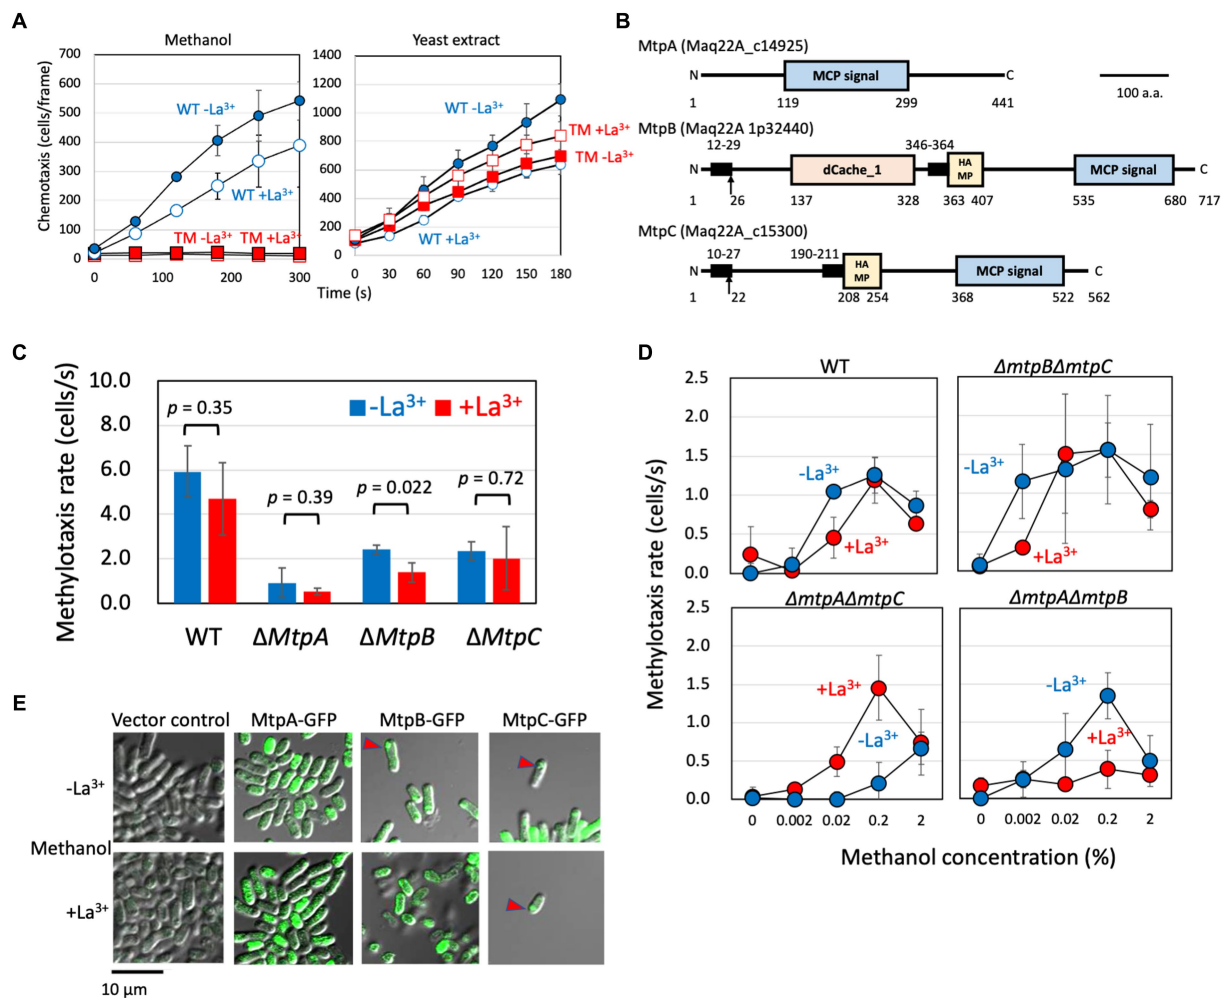 A
Methanol
Yeast extract
Chemotaxis (cells/frame)
700
600
500
400
300
200
100
0
WT -La³⁺
WT +La³⁺
TM -La³⁺ TM +La³⁺
0 100 200 300
1400
1200
1000
800
600
400
200
0
WT -La³⁺
TM +La³⁺
TM -La³⁺
WT +La³⁺
0 30 60 90 120 150 180
Time (s)
B
MtpA (Maq22A_c14925)
N MCP signal C
1 119 299 441
100 a.a.
MtpB (Maq22A 1p32440)
12-29 346-364
N dCache_1 HA MP MCP signal C
1 26 137 328 363 407 535 680 717
MtpC (Maq22A_c15300)
10-27 190-211
N HA MP MCP signal C
1 22 208 254 368 522 562
C
Methylotaxis rate (cells/s)
10.0
8.0
6.0
4.0
2.0
0.0
-La³⁺ +La³⁺
p = 0.35
p = 0.39
p = 0.022
p = 0.72
WT ΔMtpA ΔMtpB ΔMtpC
D
Methylotaxis rate (cells/s)
WT
2.5
2.0
1.5
1.0
0.5
0.0
-La³⁺
+La³⁺
ΔmtpBΔmtpC
-La³⁺
+La³⁺
ΔmtpAΔmtpC
2.5
2.0
1.5
1.0
0.5
0.0
+La³⁺
-La³⁺
0 0.002 0.02 0.2 2
ΔmtpAΔmtpB
-La³⁺
+La³⁺
0 0.002 0.02 0.2 2
Methanol concentration (%)
E
Vector control MtpA-GFP MtpB-GFP MtpC-GFP
-La³⁺
Methanol
+La³⁺
10 μm